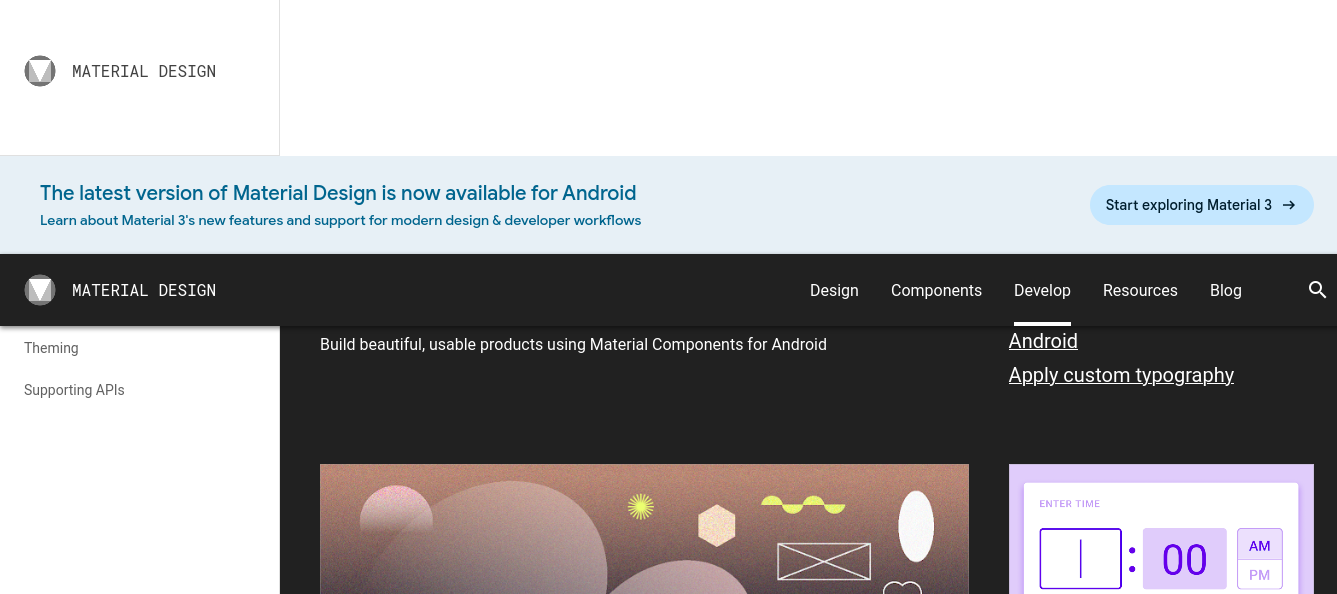 MATERIAL DESIGN
The latest version of Material Design is now available for Android
Learn about Material 3's new features and support for modern design & developer workflows
Start exploring Material 3
MATERIAL DESIGN
Design
Components
Develop
Resources
Blog
Theming
Supporting APIs
Build beautiful, usable products using Material Components for Android
Android
Apply custom typography
ENTER TIME
: 00
AM
PM